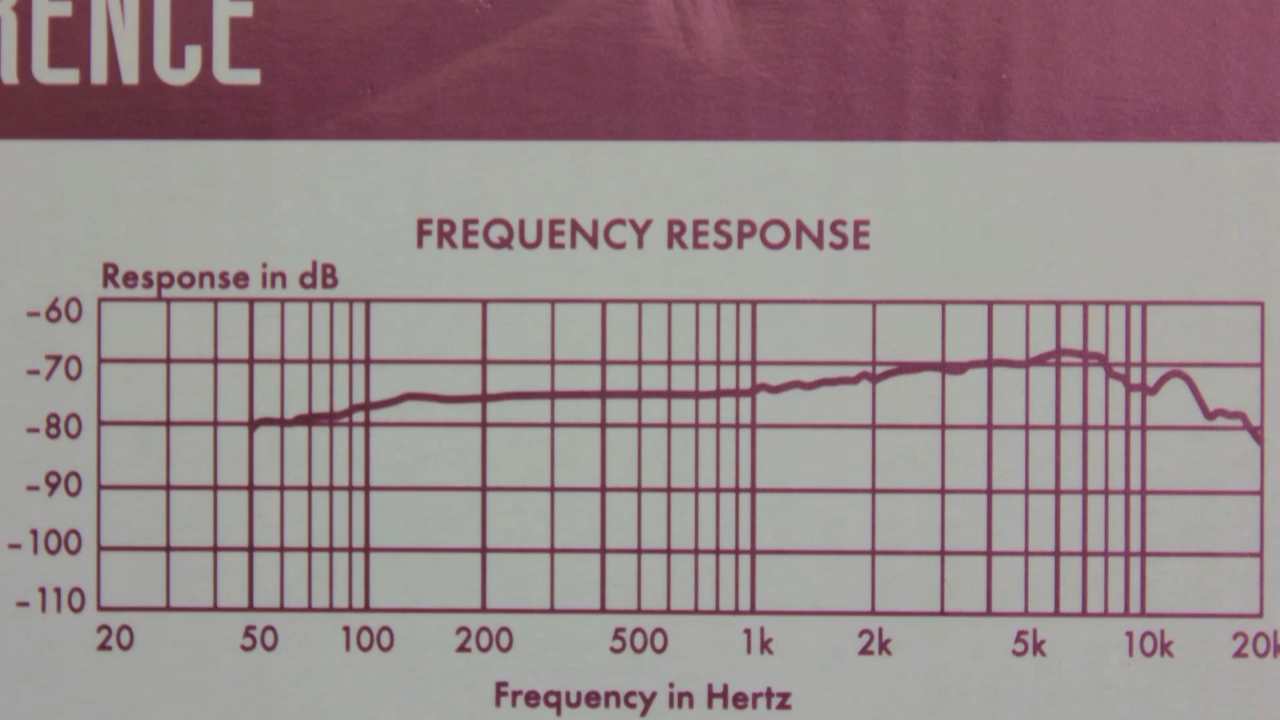 RENCE
FREQUENCY RESPONSE
Response in dB
-60
-70
-80
-90
-100
-110
20 50 100 200 500 1k 2k 5k 10k 20k
Frequency in Hertz